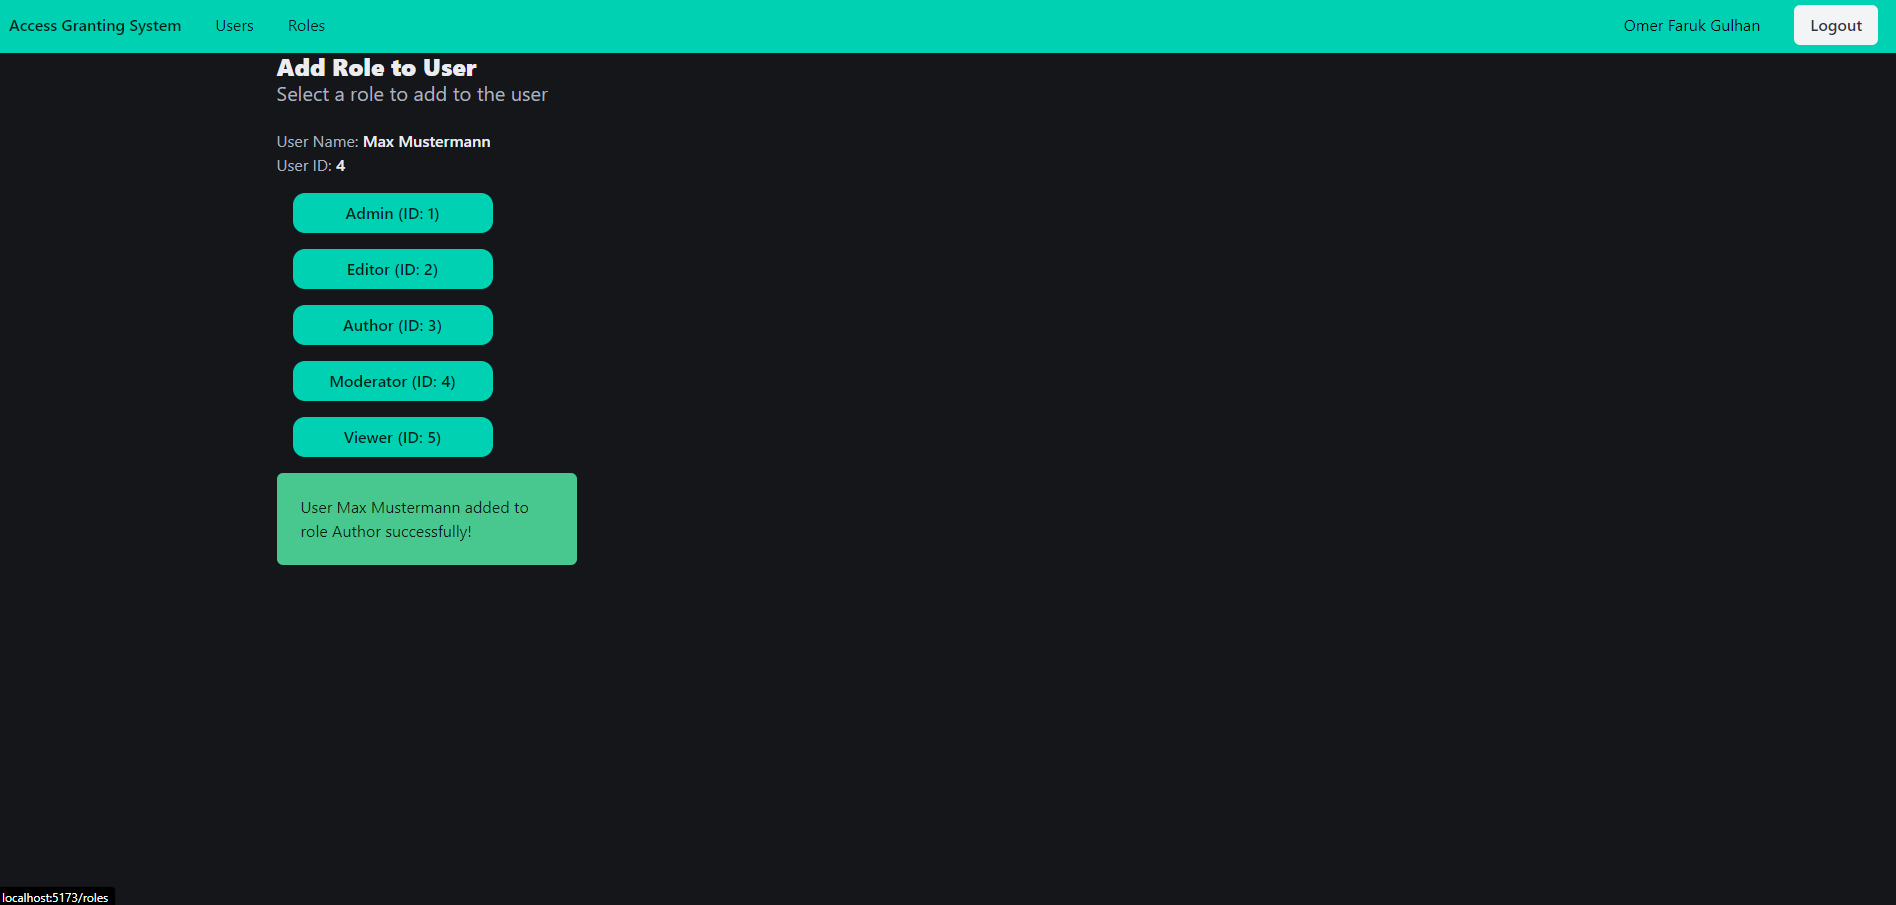 Access Granting System Users Roles Omer Faruk Gulhan Logout
Add Role to User
Select a role to add to the user
User Name: Max Mustermann
User ID: 4
Admin (ID: 1)
Editor (ID: 2)
Author (ID: 3)
Moderator (ID: 4)
Viewer (ID: 5)
User Max Mustermann added to
role Author successfully!
localhost:5173/roles